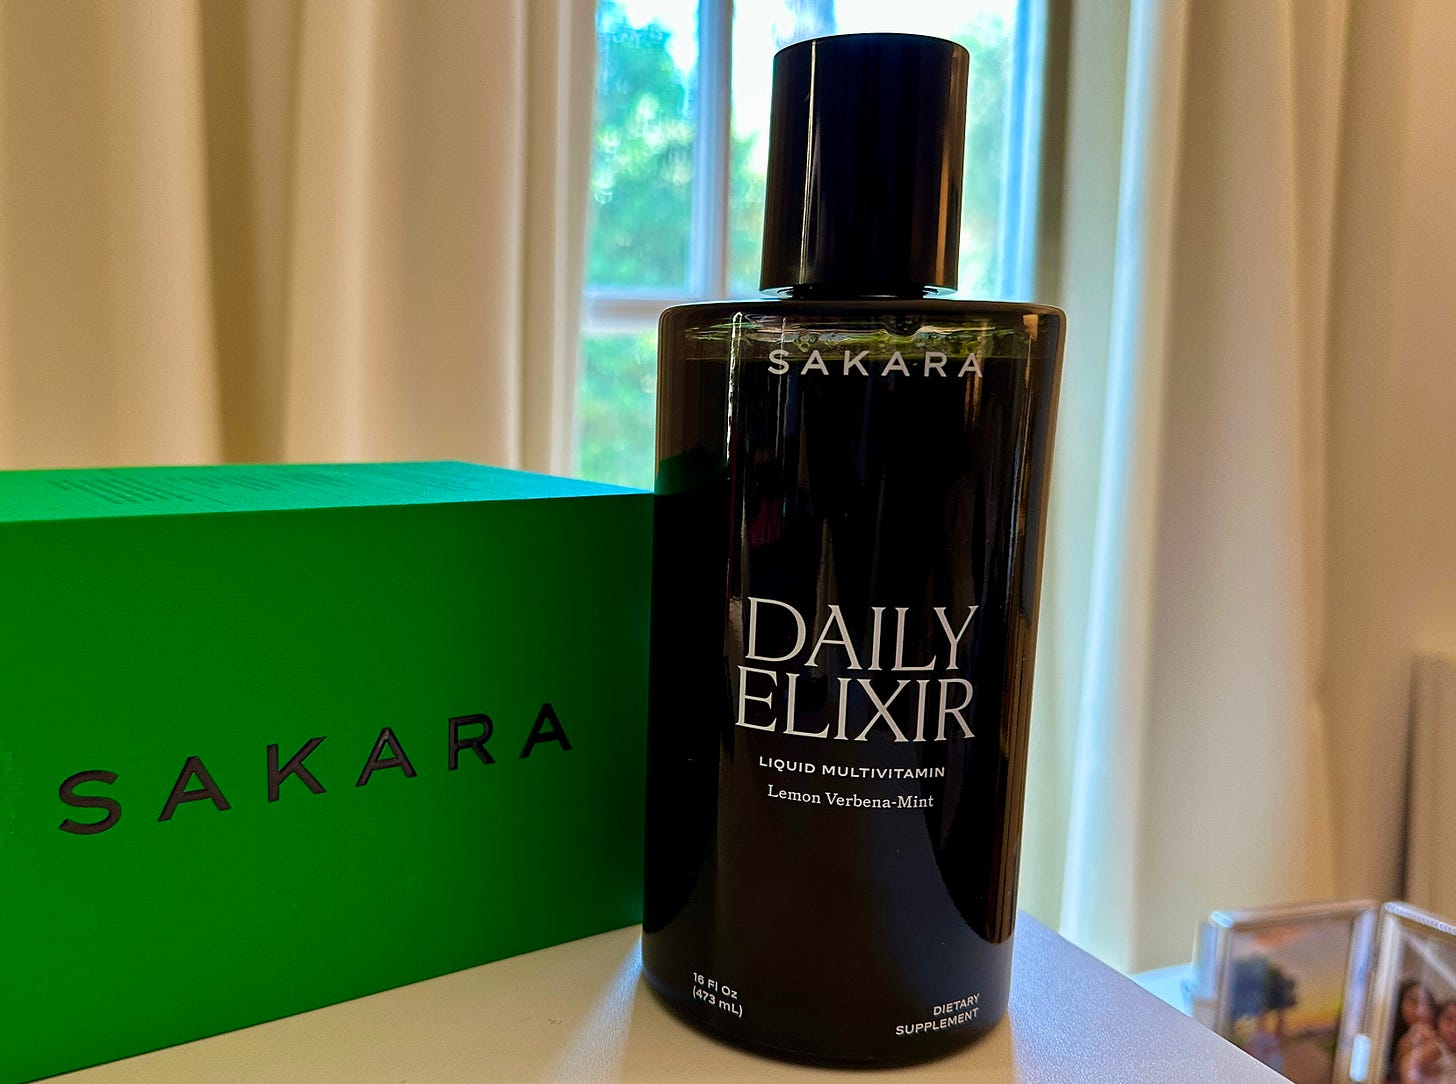 SAKARA
SAKARA
DAILY
ELIXIR
LIQUID MULTIVITAMIN
Lemon Verbena-Mint
16 Fl Oz
(473 mL)
DIETARY
SUPPLEMENT